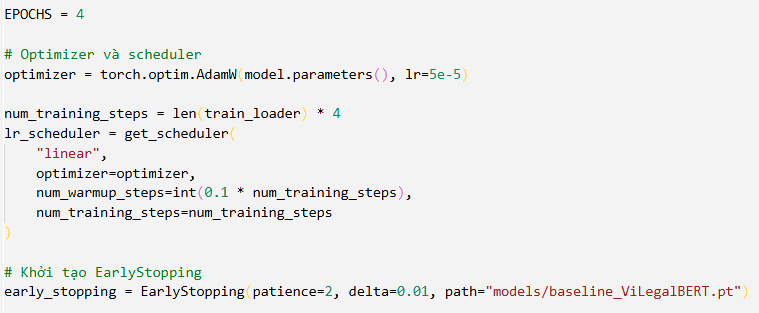 EPOCHS = 4
# Optimizer và scheduler
optimizer = torch.optim.AdamW(model.parameters(), lr=5e-5)
num_training_steps = len(train_loader) * 4
lr_scheduler = get_scheduler(
    "linear",
    optimizer=optimizer,
    num_warmup_steps=int(0.1 * num_training_steps),
    num_training_steps=num_training_steps
)
# Khởi tạo EarlyStopping
early_stopping = EarlyStopping(patience=2, delta=0.01, path="models/baseline_ViLegalBERT.pt")